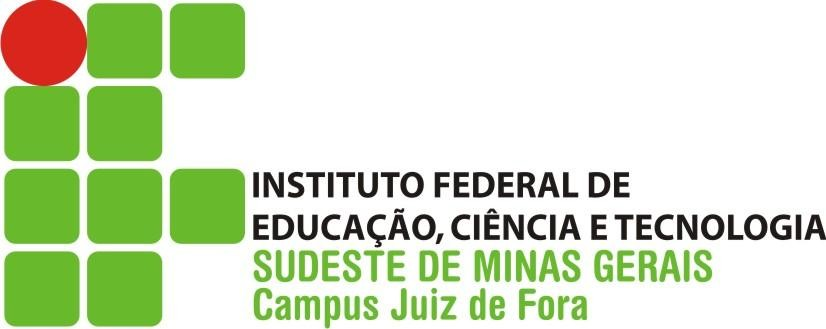 INSTITUTO FEDERAL DE
EDUCAÇÃO, CIÊNCIA E TECNOLOGIA
SUDESTE DE MINAS GERAIS
Campus Juiz de Fora